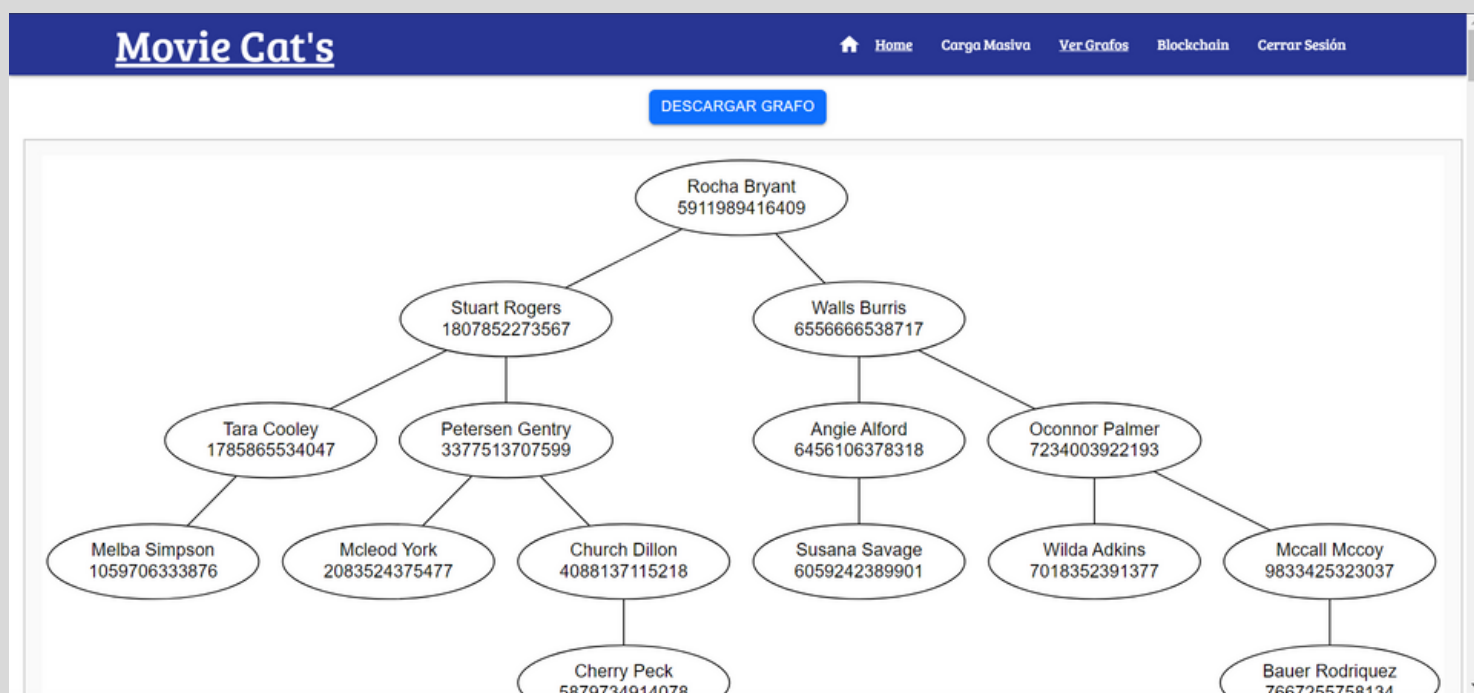 Movie Cat's
Home Carga Masiva Ver Grafos Blockchain Cerrar Sesión
DESCARGAR GRAFO
Rocha Bryant
5911989416409
Stuart Rogers
1807852273567
Walls Burris
6556666538717
Tara Cooley
1785865534047
Petersen Gentry
3377513707599
Angie Alford
6456106378318
Oconnor Palmer
7234003922193
Melba Simpson
1059706333876
Mcleod York
2083524375477
Church Dillon
4088137115218
Susana Savage
6059242389901
Wilda Adkins
7018352391377
Mccall Mccoy
9833425323037
Cherry Peck
5879734914078
Bauer Rodriquez
7667255758134